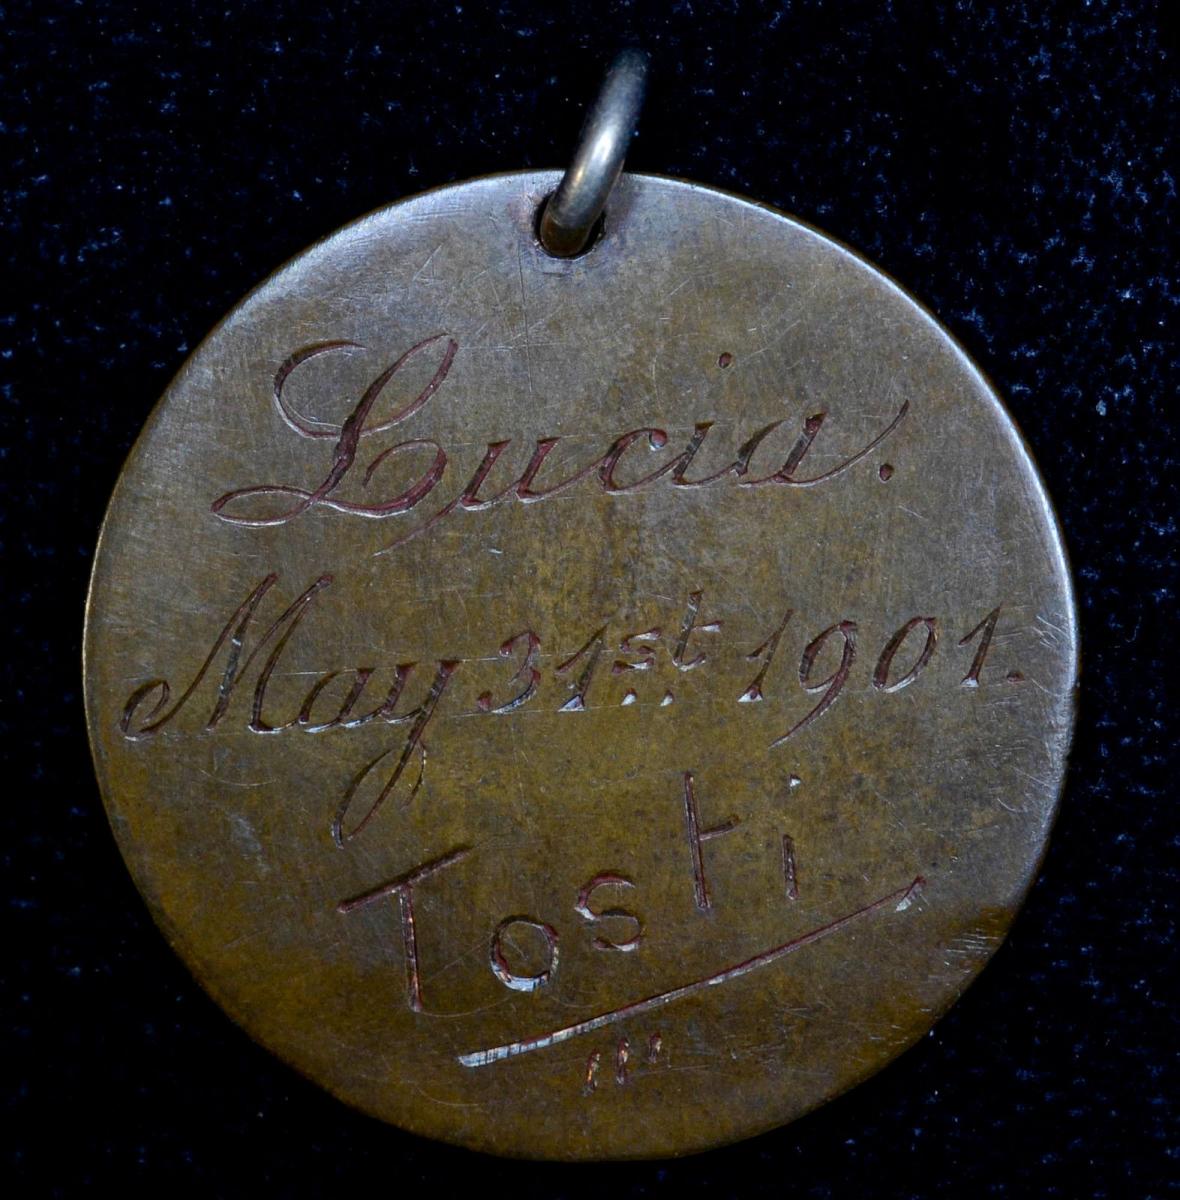 Lucia.
May 31st 1901.
Tosti